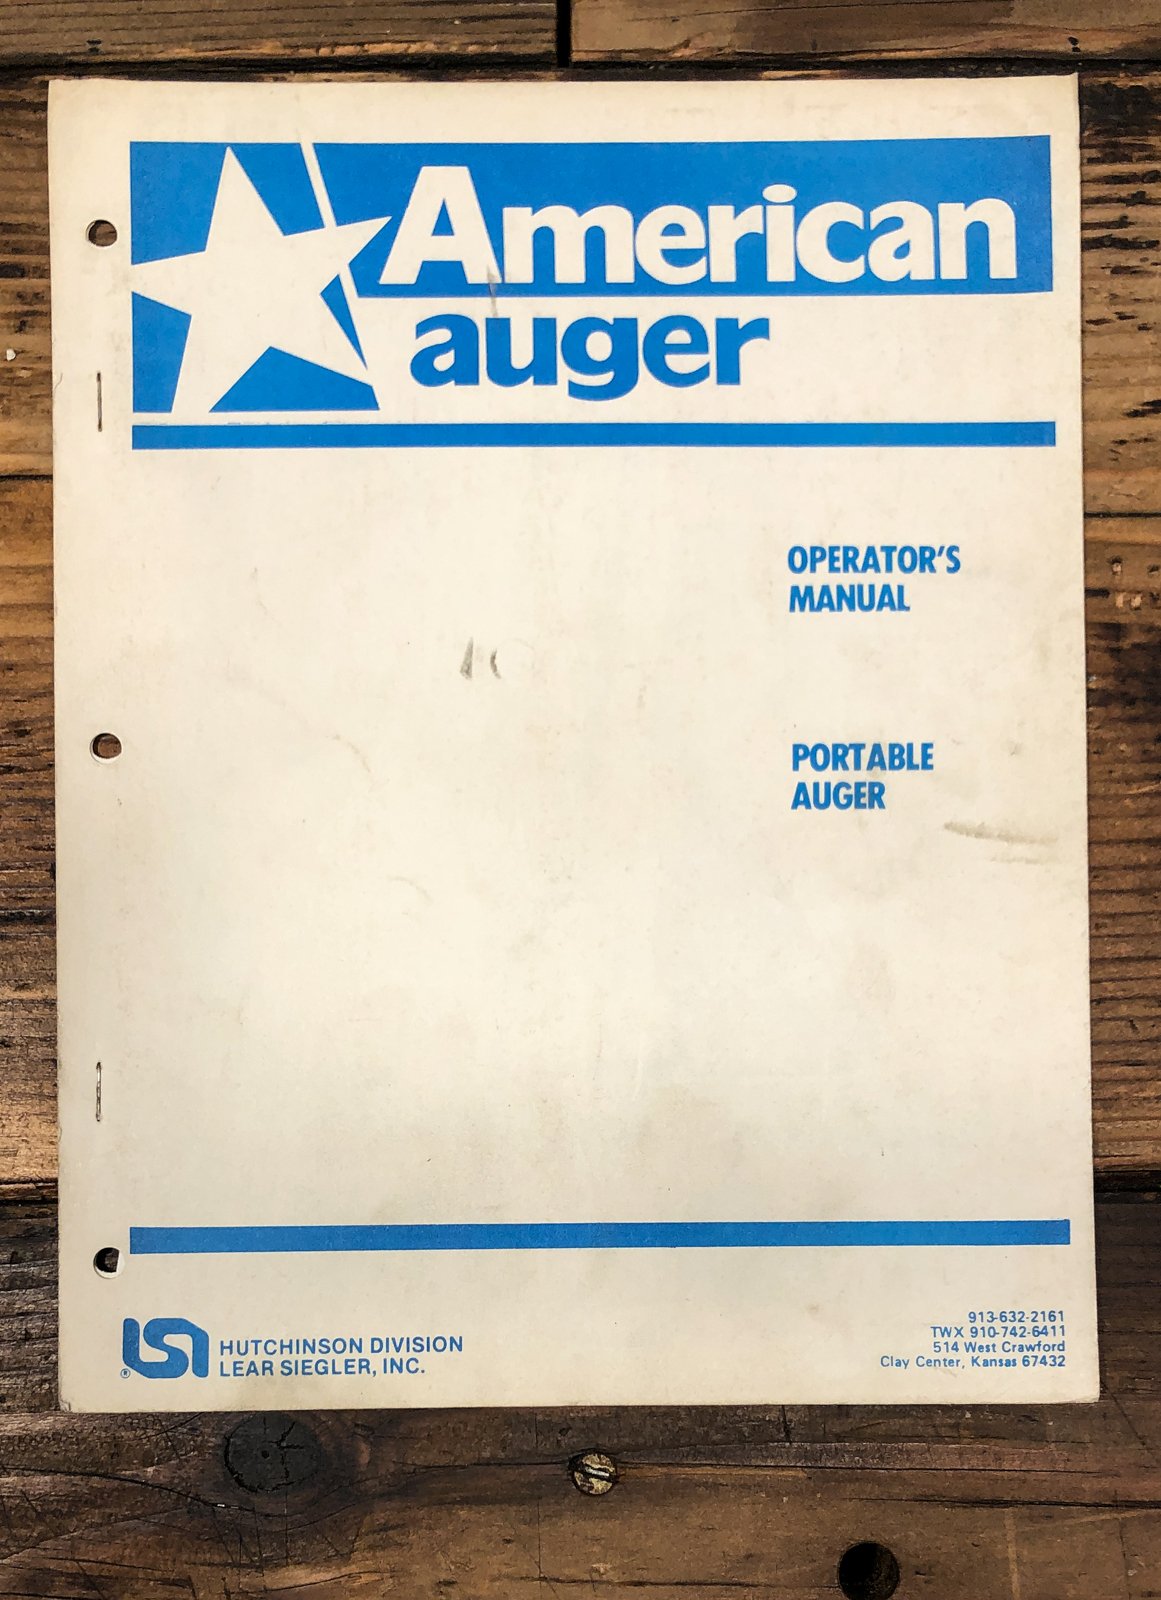 American
auger
OPERATOR'S
MANUAL
PORTABLE
AUGER
LSI
®
HUTCHINSON DIVISION
LEAR SIEGLER, INC.
913-632-2161
TWX 910-742-6411
514 West Crawford
Clay Center, Kansas 67432